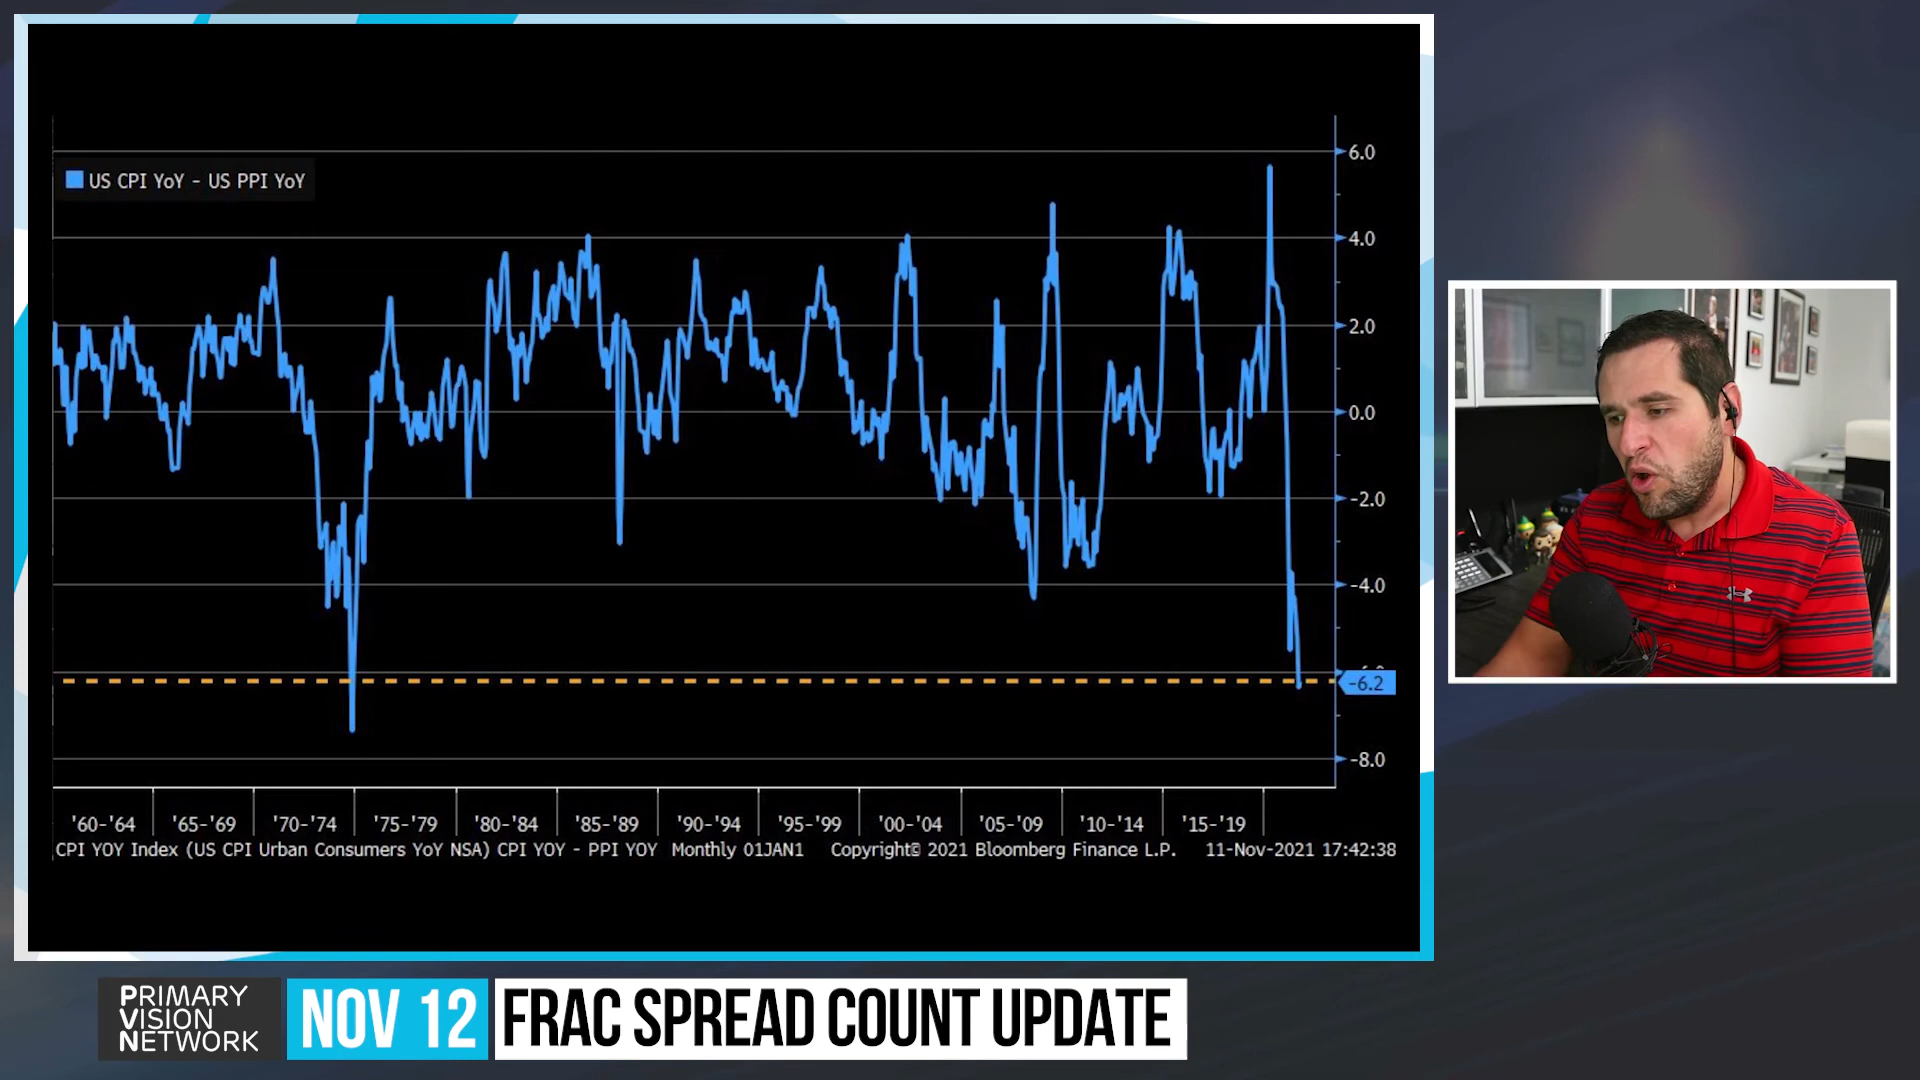 US CPI YoY - US PPI YoY
6.0
4.0
2.0
0.0
-2.0
-4.0
-6.2
-8.0
'60-'64 '65-'69 '70-'74 '75-'79 '80-'84 '85-'89 '90-'94 '95-'99 '00-'04 '05-'09 '10-'14 '15-'19
CPI YOY Index (US CPI Urban Consumers YoY NSA) CPI YOY - PPI YOY Monthly 01JAN1 Copyright© 2021 Bloomberg Finance L.P. 11-Nov-2021 17:42:38
PRIMARY
VISION
NETWORK
NOV 12
FRAC SPREAD COUNT UPDATE